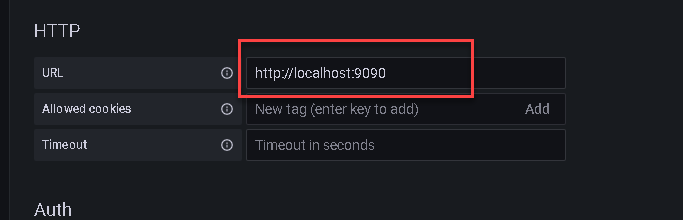 HTTP
URL http://localhost:9090
Allowed cookies New tag (enter key to add) Add
Timeout Timeout in seconds
Auth